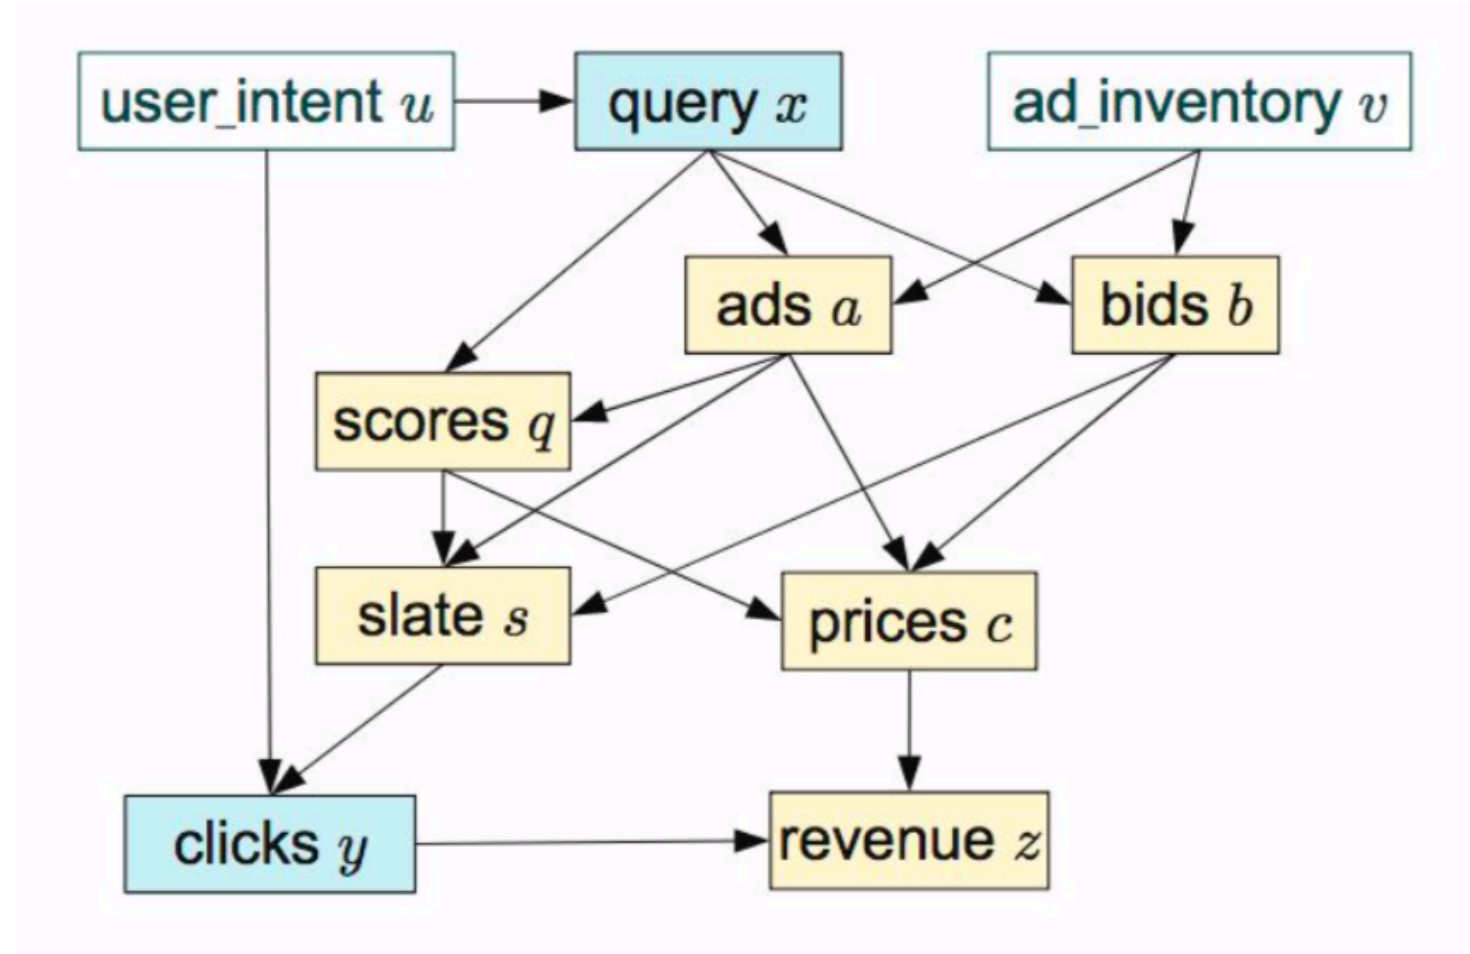 user_intent u
query x
ad_inventory v
ads a
bids b
scores q
slate s
prices c
clicks y
revenue z